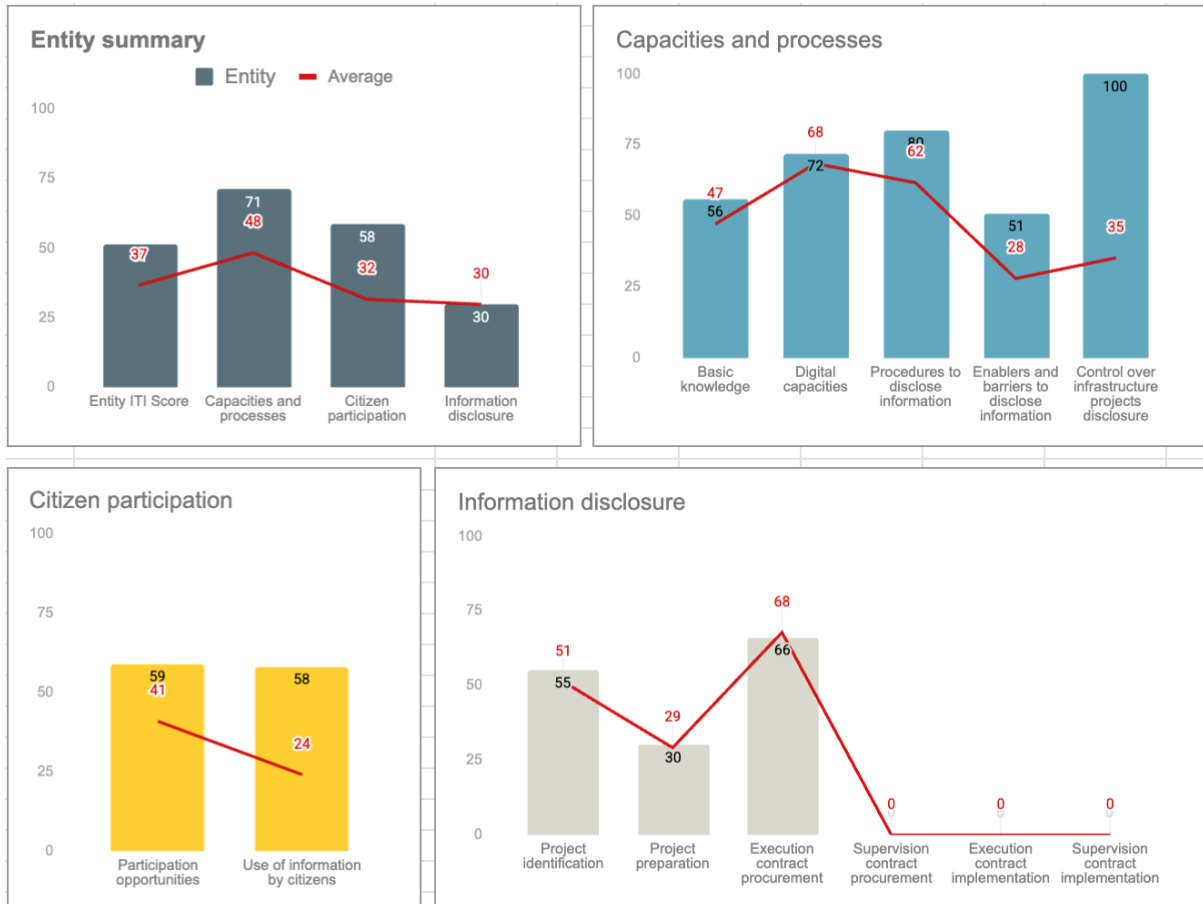 Entity summary
Entity Average
100
75
50
25
0
71
48
58
37
32
30
30
Entity ITI Score
Capacities and
processes
Citizen
participation
Information
disclosure
Capacities and processes
100
75
50
25
0
100
68
80
62
72
47
56
51
28
35
Basic
knowledge
Digital
capacities
Procedures to
disclose
information
Enablers and
barriers to
disclose
information
Control over
infrastructure
projects
disclosure
Citizen participation
100
75
50
25
0
59
41
58
24
Participation
opportunities
Use of information
by citizens
Information disclosure
100
75
50
25
0
51
55
29
30
68
66
0
0
0
0
0
0
Project
identification
Project
preparation
Execution
contract
procurement
Supervision
contract
procurement
Execution
contract
implementation
Supervision
contract
implementation